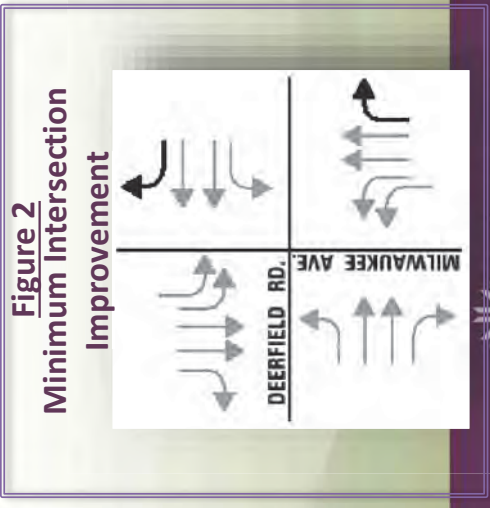 Figure 2
Minimum Intersection
Improvement
DEERFIELD RD.
MILWAUKEE AVE.